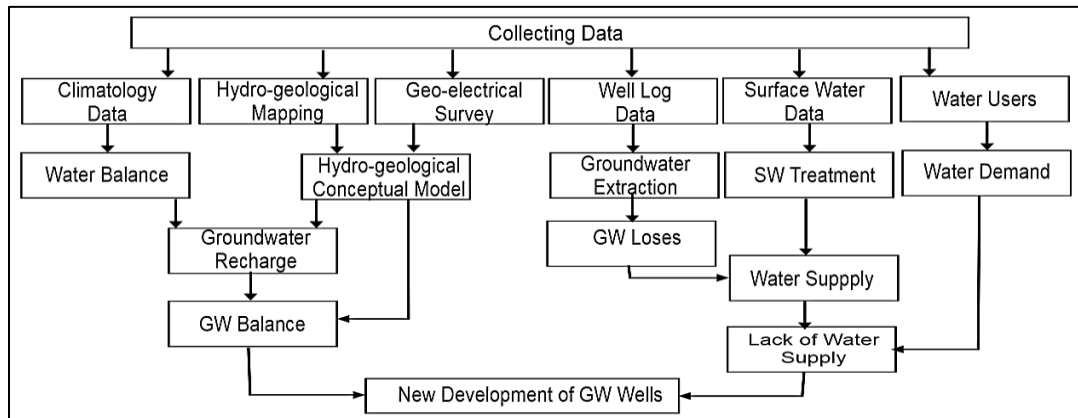 Collecting Data
Climatology
Data
Hydro-geological
Mapping
Geo-electrical
Survey
Well Log
Data
Surface Water
Data
Water Users
Water Balance
Hydro-geological
Conceptual Model
Groundwater
Extraction
SW Treatment
Water Demand
Groundwater
Recharge
GW Loses
Water Suppply
GW Balance
Lack of Water
Supply
New Development of GW Wells